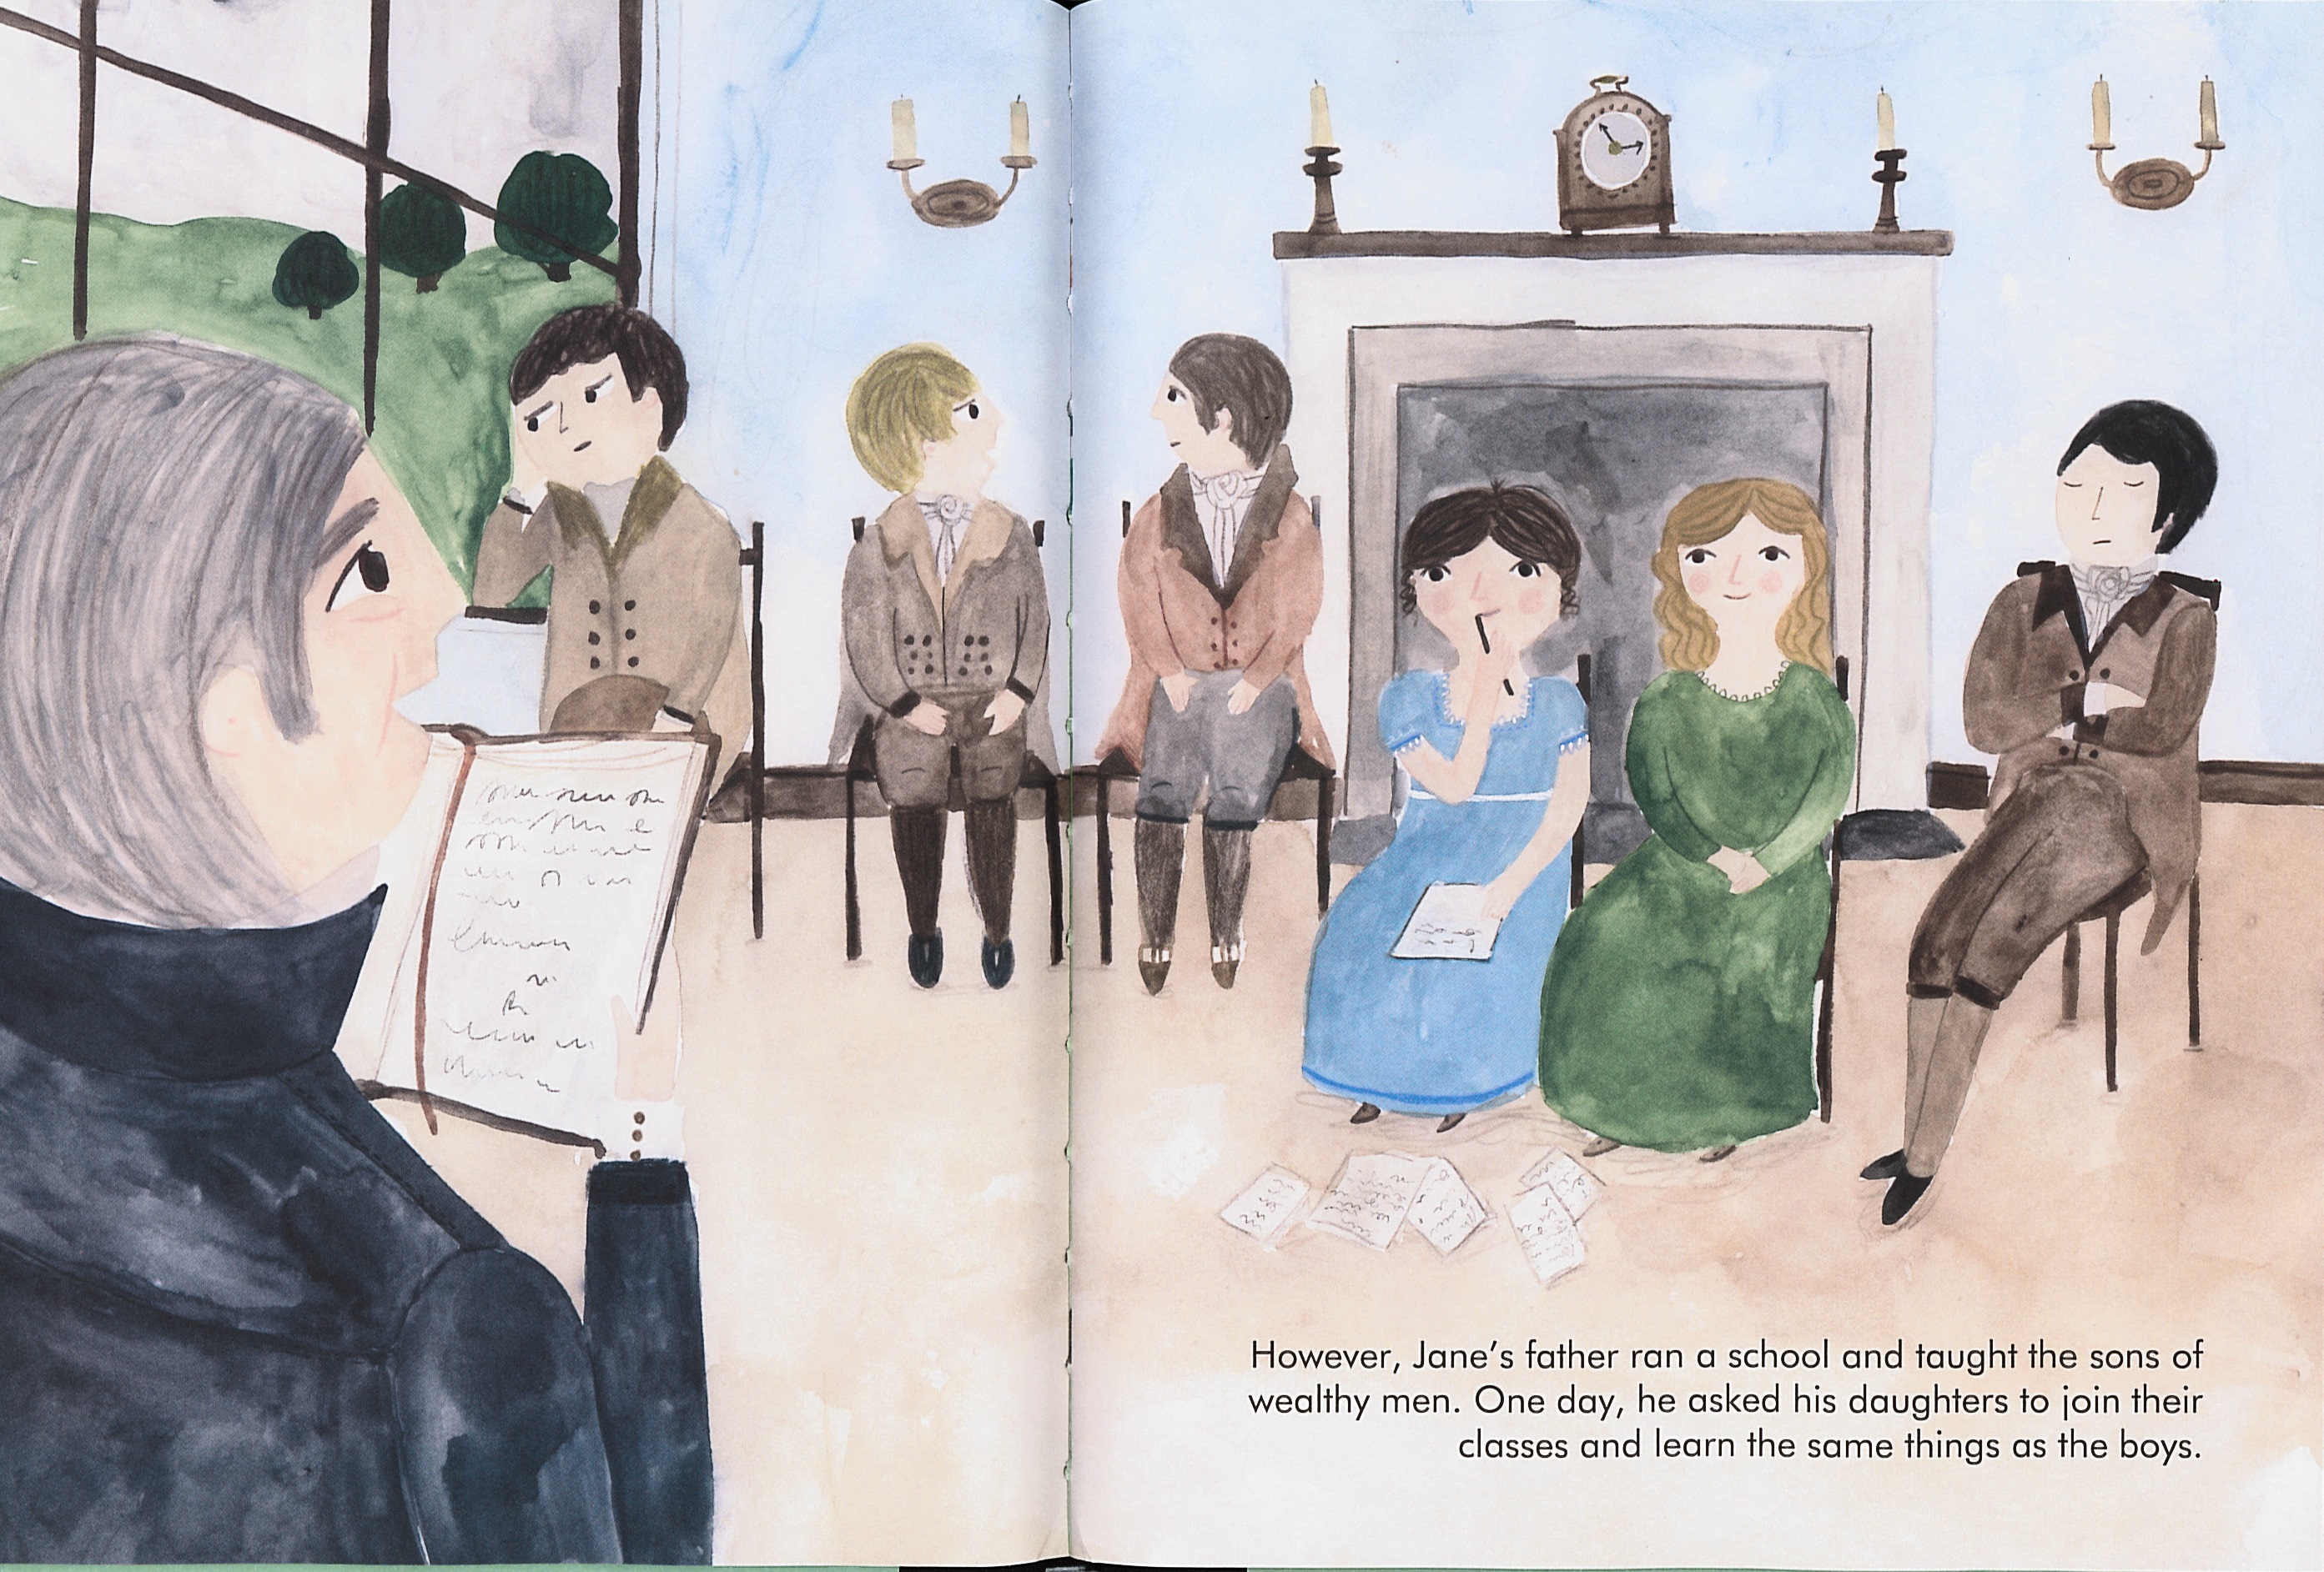 However, Jane's father ran a school and taught the sons of
wealthy men. One day, he asked his daughters to join their
classes and learn the same things as the boys.